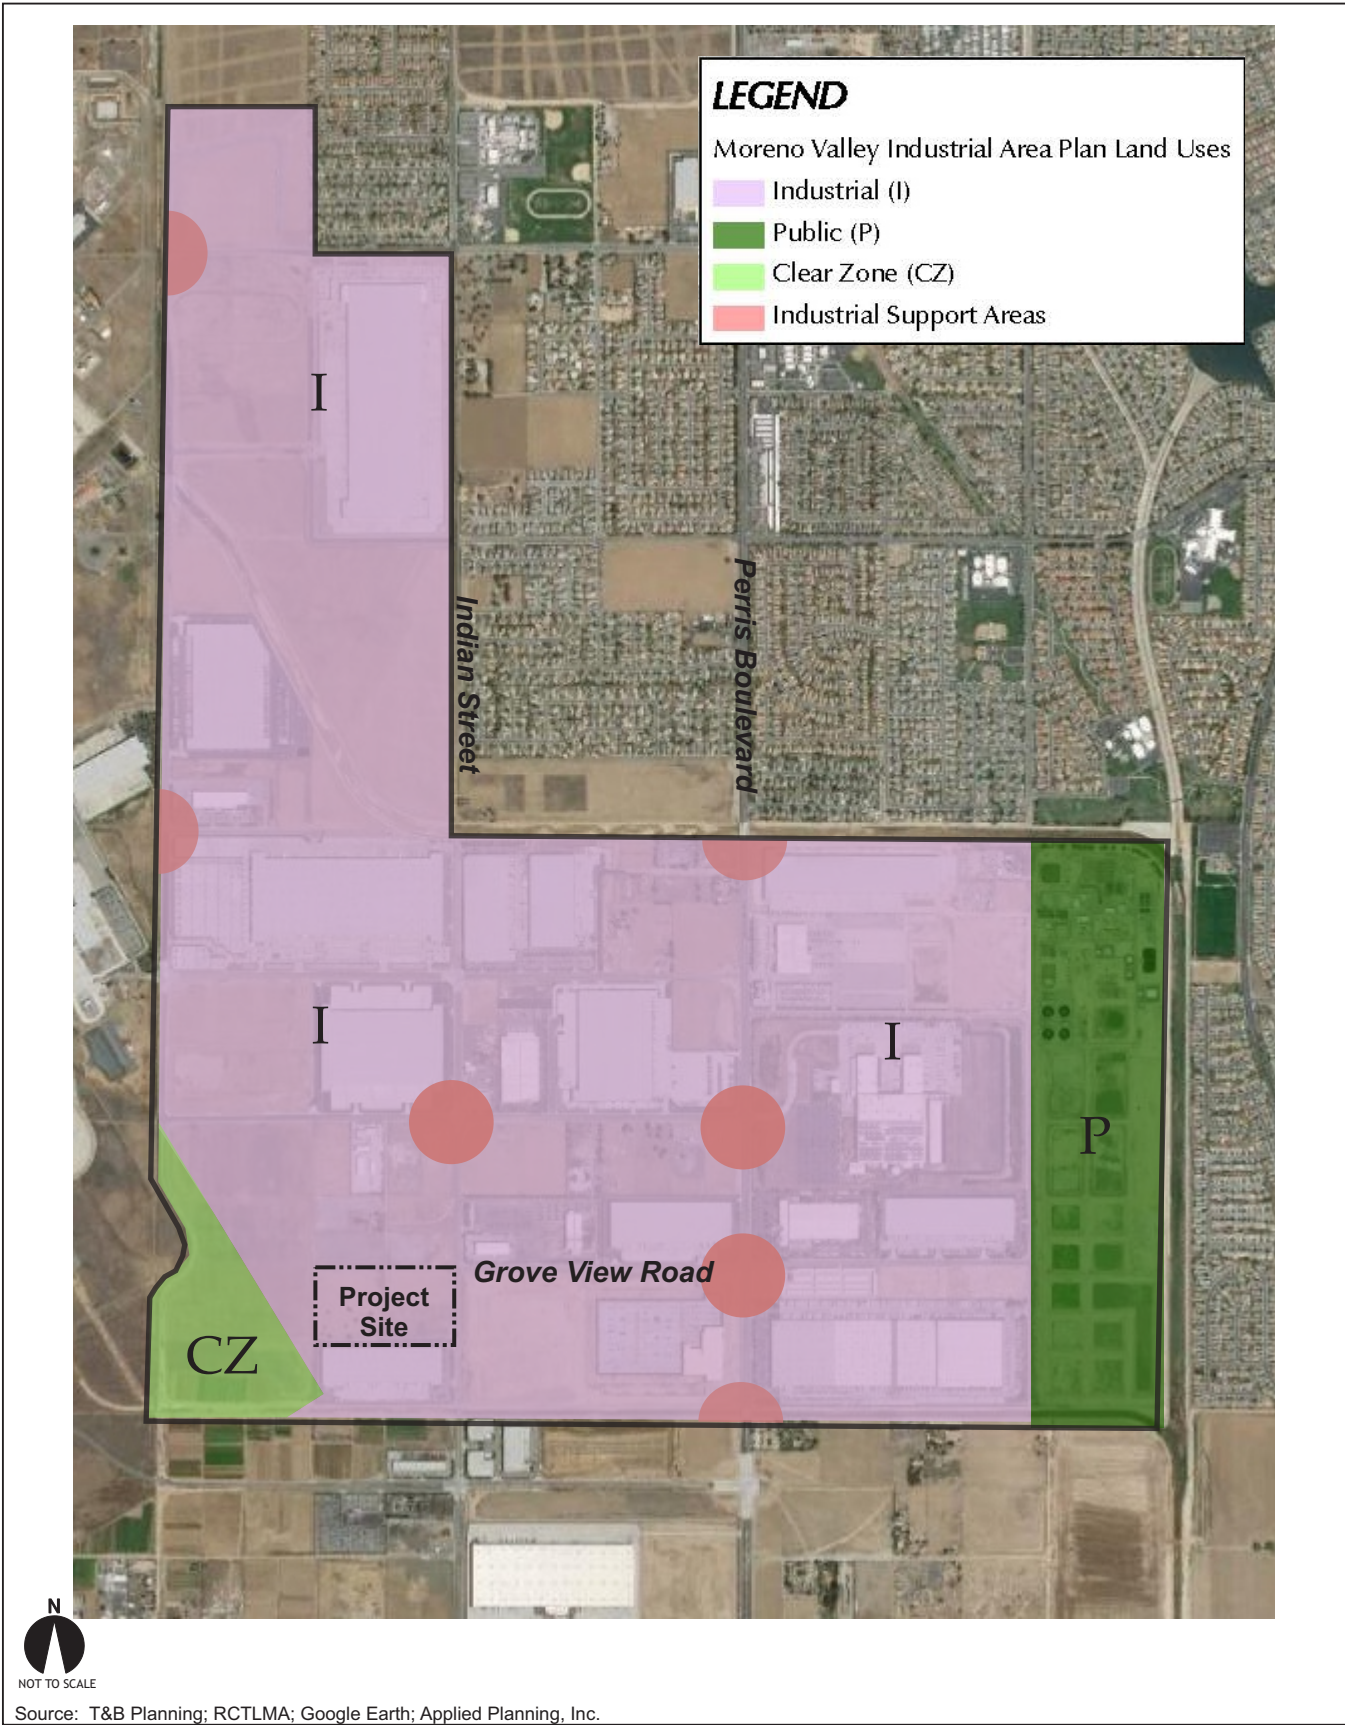 LEGEND
Moreno Valley Industrial Area Plan Land Uses
Industrial (I)
Public (P)
Clear Zone (CZ)
Industrial Support Areas
I
Indian Street
Perris Boulevard
I
I
P
Grove View Road
Project
Site
CZ
N
NOT TO SCALE
Source: T&B Planning; RCTLMA; Google Earth; Applied Planning, Inc.